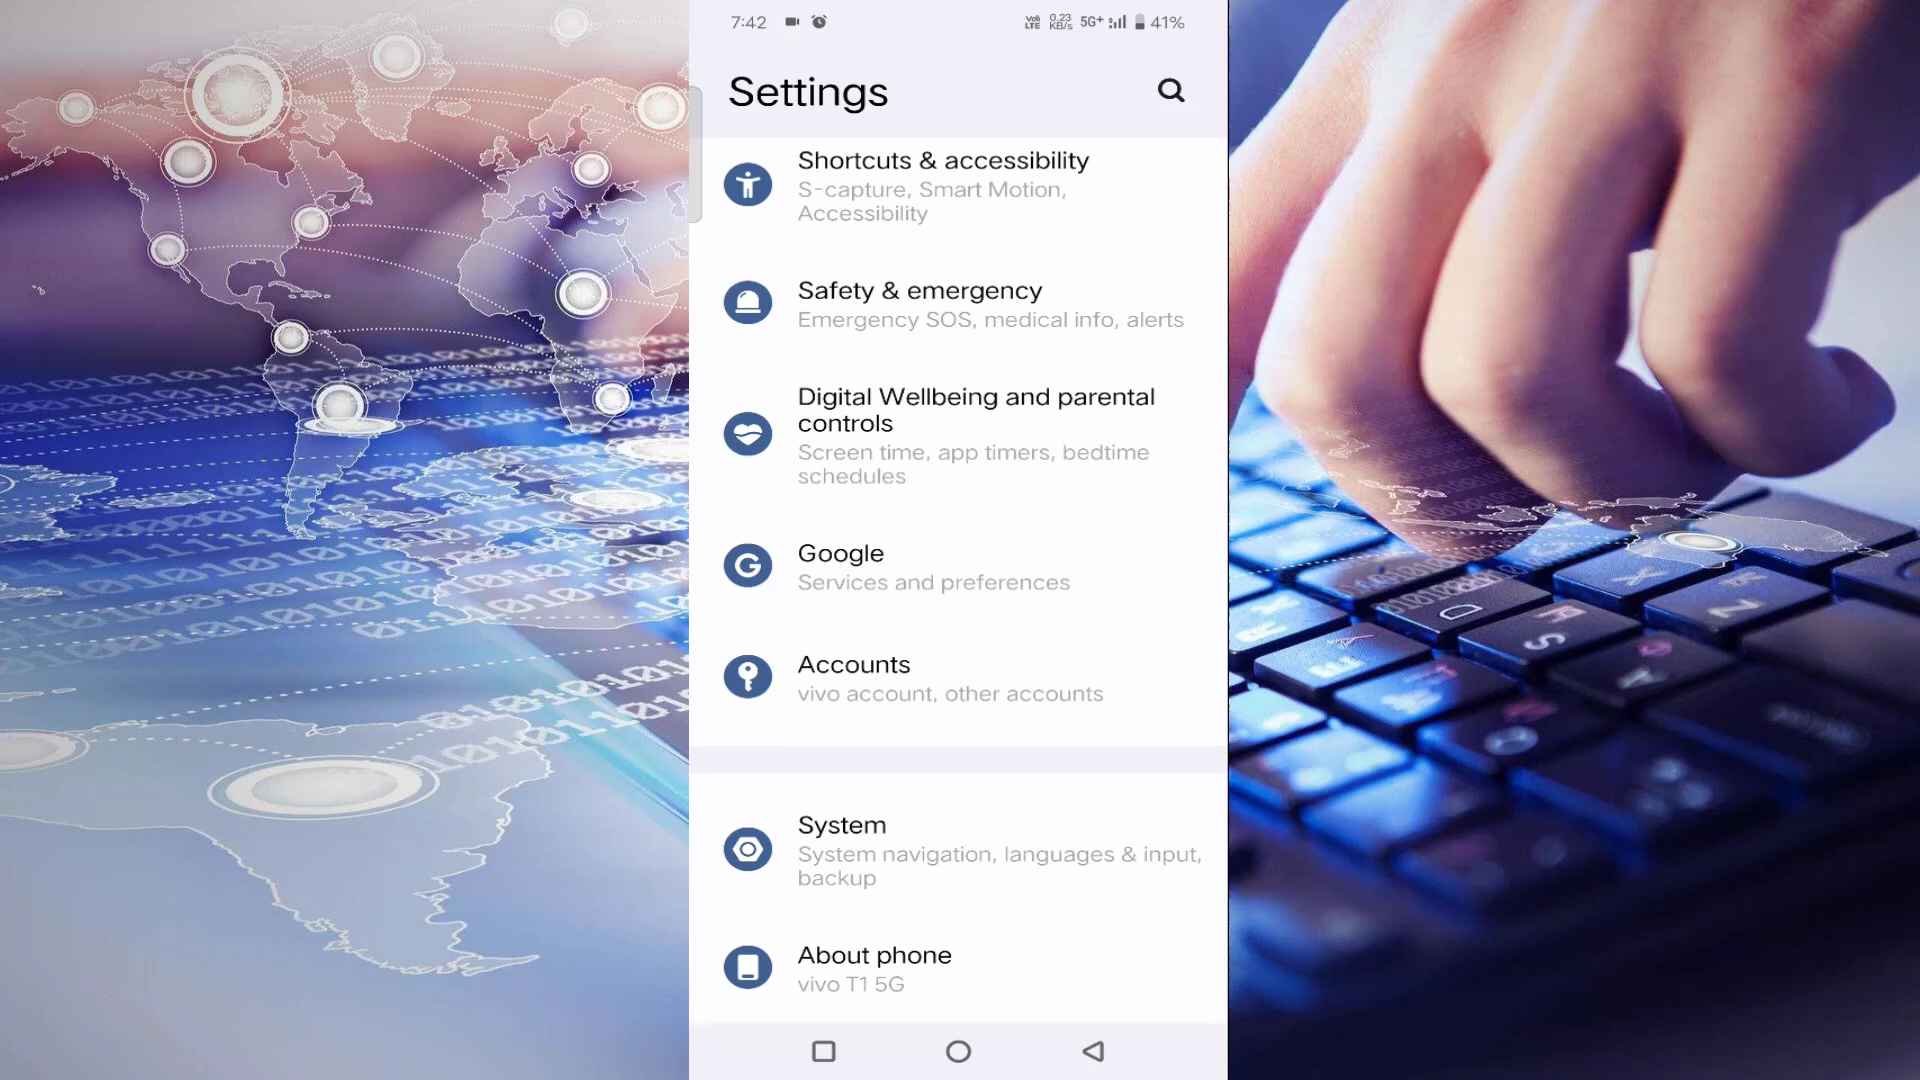 7:42
Vo) LTE 0.23 KB/s 5G+ 41%
Settings
Shortcuts & accessibility
S-capture, Smart Motion,
Accessibility
Safety & emergency
Emergency SOS, medical info, alerts
Digital Wellbeing and parental
controls
Screen time, app timers, bedtime
schedules
Google
Services and preferences
Accounts
vivo account, other accounts
System
System navigation, languages & input,
backup
About phone
vivo T1 5G